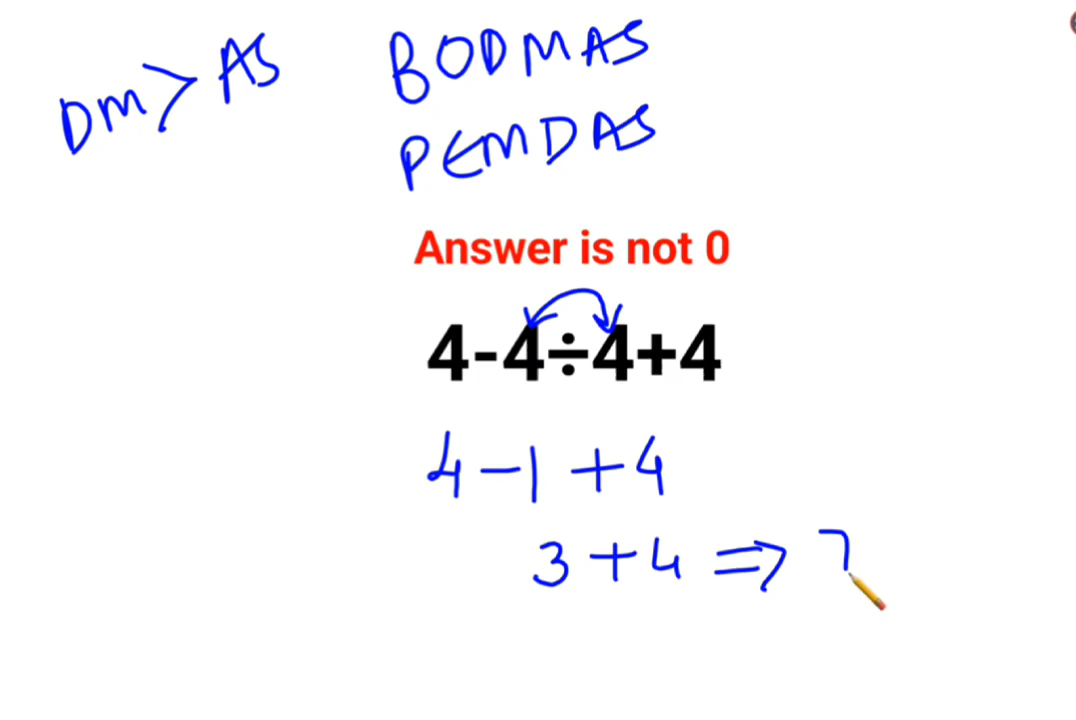 DM > AS
BODMAS
PEMDAS
Answer is not 0
4-4÷4+4
4 - 1 + 4
3 + 4 ⇒ 7